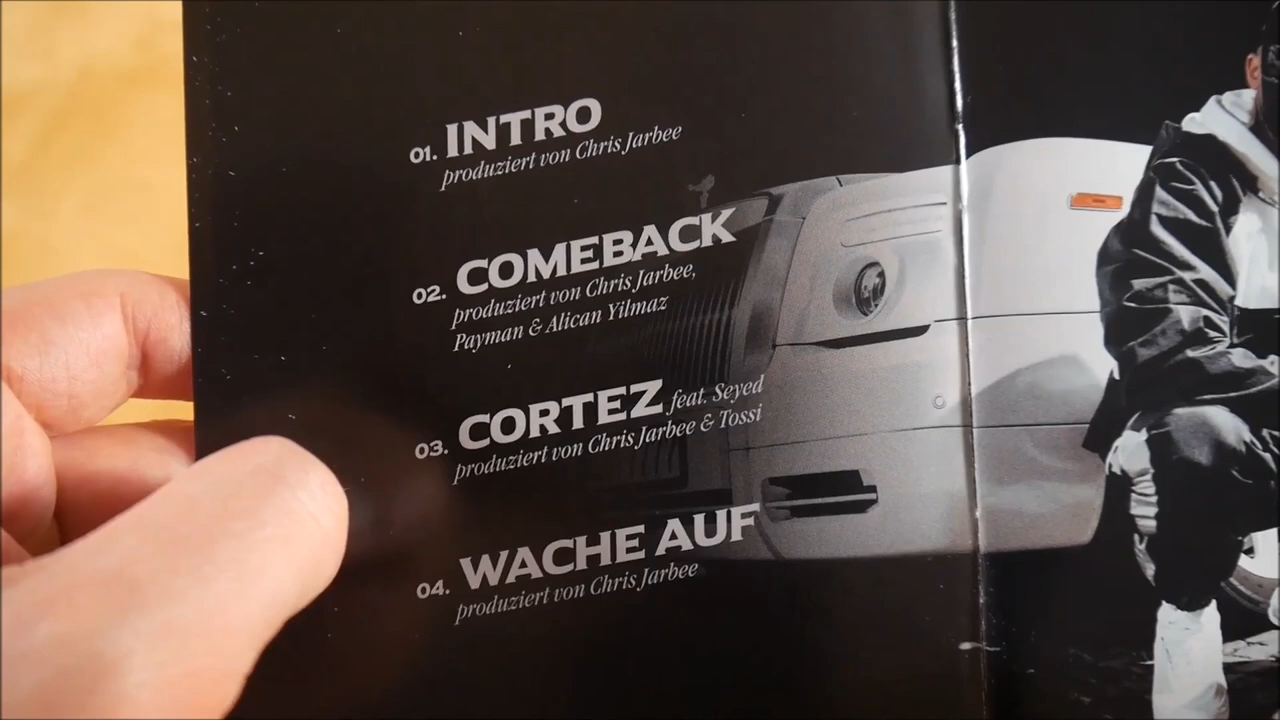 01. INTRO
produziert von Chris Jarbee
02. COMEBACK
produziert von Chris Jarbee,
Payman & Alican Yilmaz
03. CORTEZ feat. Seyed
produziert von Chris Jarbee & Tossi
04. WACHE AUF
produziert von Chris Jarbee